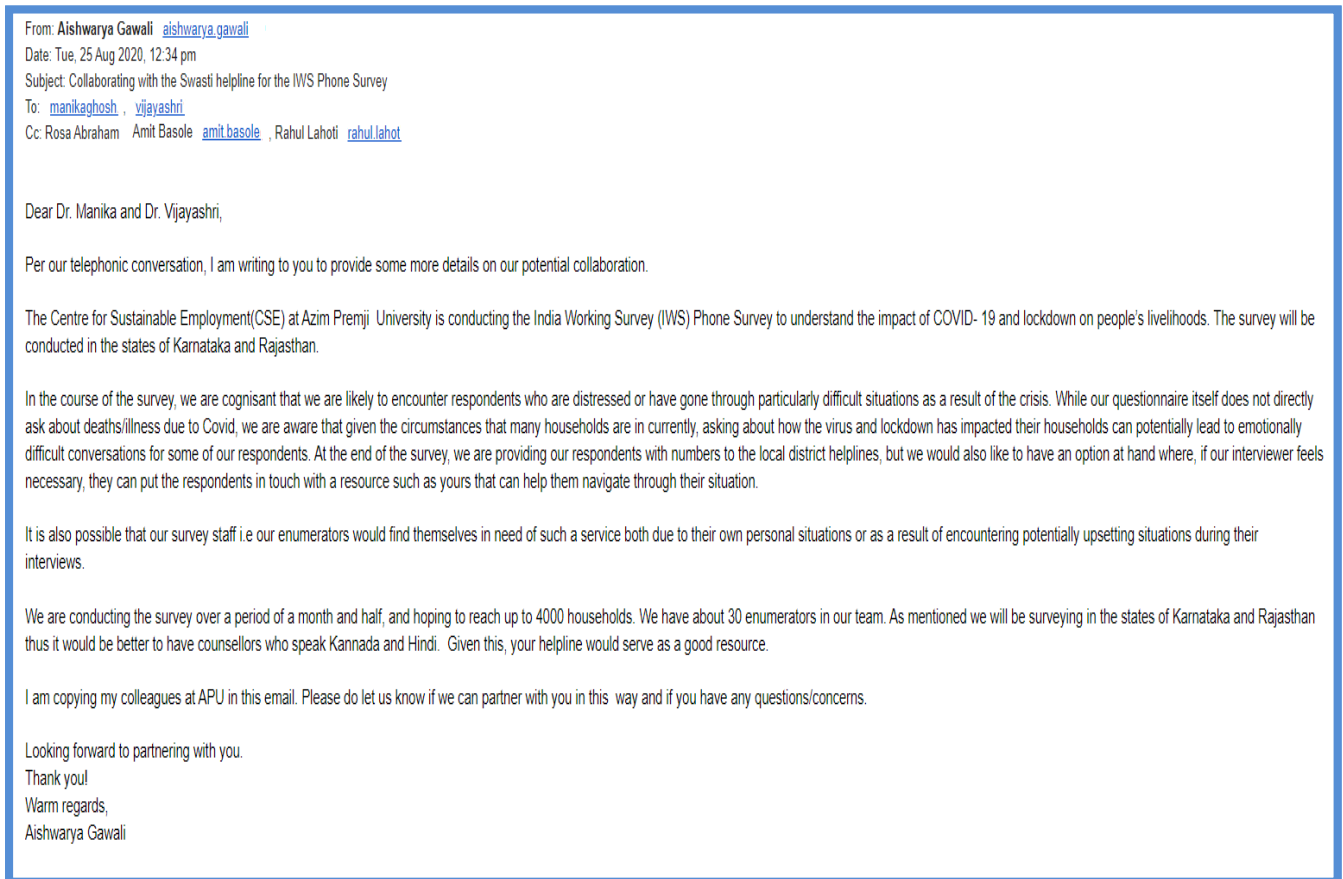 From: Aishwarya Gawali aishwarya.gawali
Date: Tue, 25 Aug 2020, 12:34 pm
Subject: Collaborating with the Swasti helpline for the IWS Phone Survey
To: manikaghosh , vijayashri
Cc: Rosa Abraham Amit Basole amit.basole , Rahul Lahoti rahul.lahot
Dear Dr. Manika and Dr. Vijayashri,
Per our telephonic conversation, I am writing to you to provide some more details on our potential collaboration.
The Centre for Sustainable Employment(CSE) at Azim Premji University is conducting the India Working Survey (IWS) Phone Survey to understand the impact of COVID- 19 and lockdown on people's livelihoods. The survey will be
conducted in the states of Karnataka and Rajasthan.
In the course of the survey, we are cognisant that we are likely to encounter respondents who are distressed or have gone through particularly difficult situations as a result of the crisis. While our questionnaire itself does not directly
ask about deaths/illness due to Covid, we are aware that given the circumstances that many households are in currently, asking about how the virus and lockdown has impacted their households can potentially lead to emotionally
difficult conversations for some of our respondents. At the end of the survey, we are providing our respondents with numbers to the local district helplines, but we would also like to have an option at hand where, if our interviewer feels
necessary, they can put the respondents in touch with a resource such as yours that can help them navigate through their situation.
It is also possible that our survey staff i.e our enumerators would find themselves in need of such a service both due to their own personal situations or as a result of encountering potentially upsetting situations during their
interviews.
We are conducting the survey over a period of a month and half, and hoping to reach up to 4000 households. We have about 30 enumerators in our team. As mentioned we will be surveying in the states of Karnataka and Rajasthan
thus it would be better to have counsellors who speak Kannada and Hindi. Given this, your helpline would serve as a good resource.
I am copying my colleagues at APU in this email. Please do let us know if we can partner with you in this way and if you have any questions/concerns.
Looking forward to partnering with you.
Thank you!
Warm regards,
Aishwarya Gawali